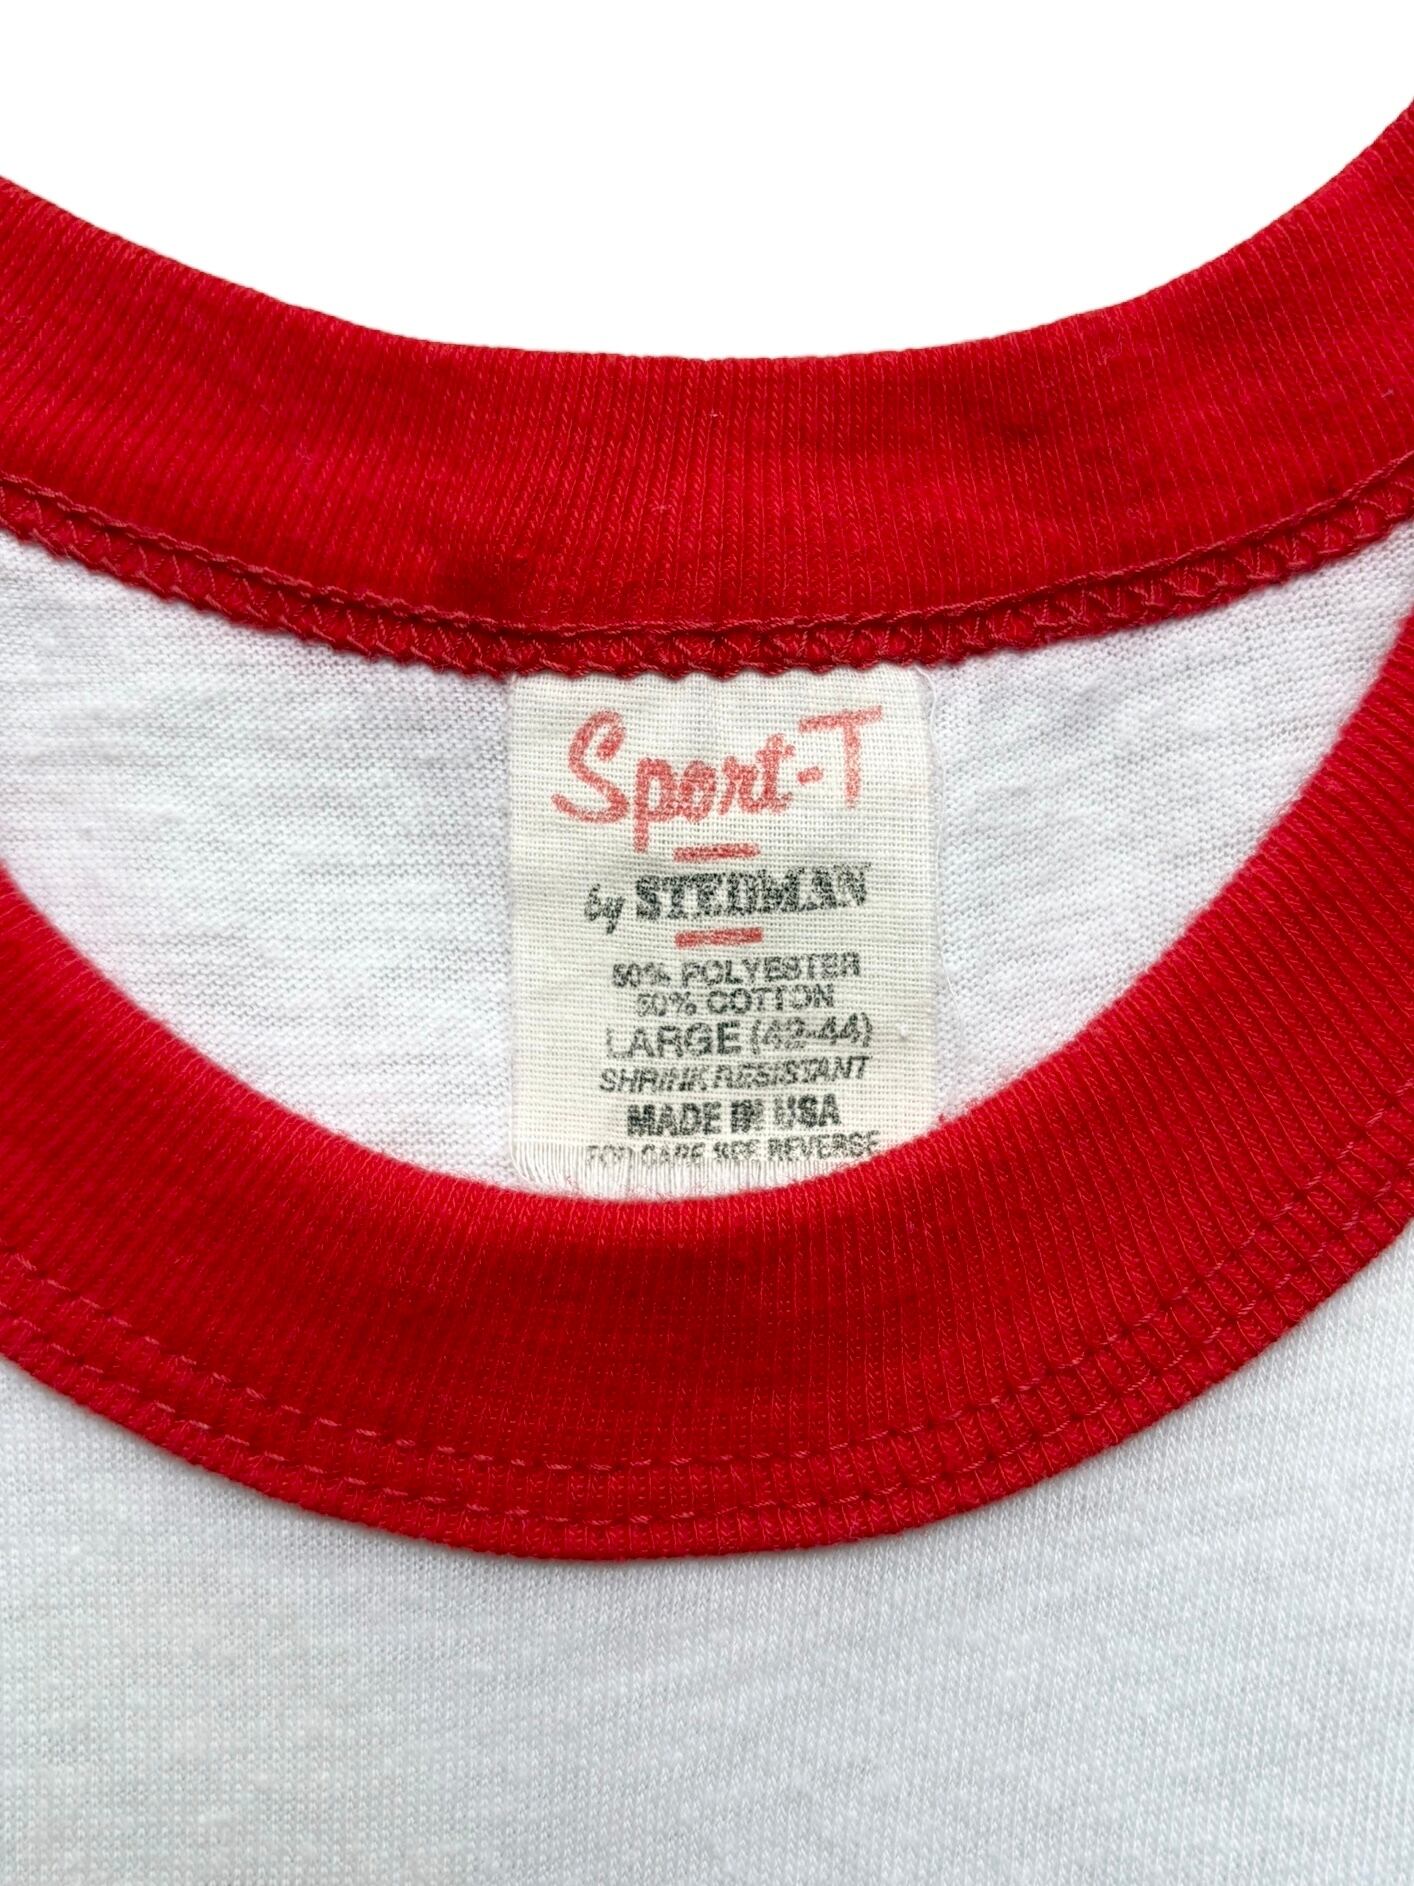 Sport-T
by STEDMAN
50% POLYESTER
50% COTTON
LARGE (42-44)
SHRINK RESISTANT
MADE IN USA
FOR CARE SEE REVERSE